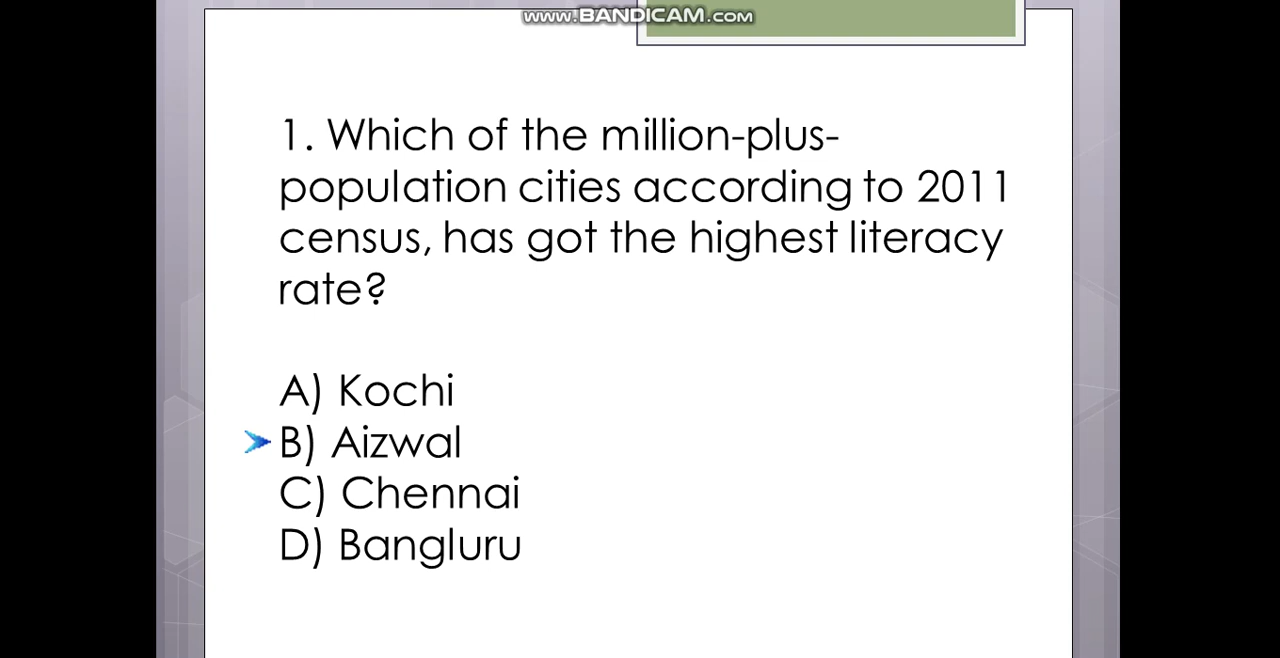 www.BANDICAM.com
1. Which of the million-plus-
population cities according to 2011
census, has got the highest literacy
rate?
A) Kochi
B) Aizwal
C) Chennai
D) Bangluru